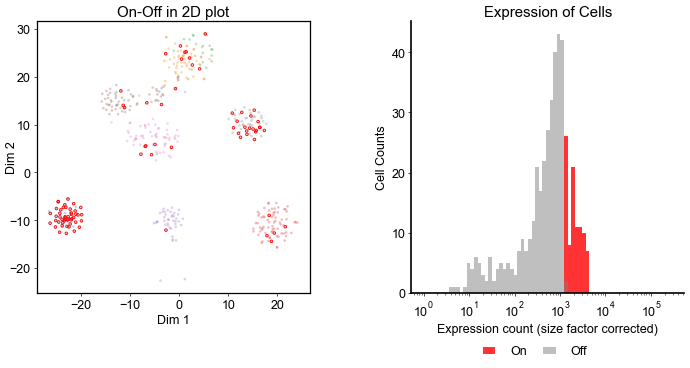 On-Off in 2D plot
30
20
10
0
−10
−20
Dim 2
−20
−10
0
10
20
Dim 1
Expression of Cells
40
30
20
10
0
Cell Counts
10^0
10^1
10^2
10^3
10^4
10^5
Expression count (size factor corrected)
On
Off